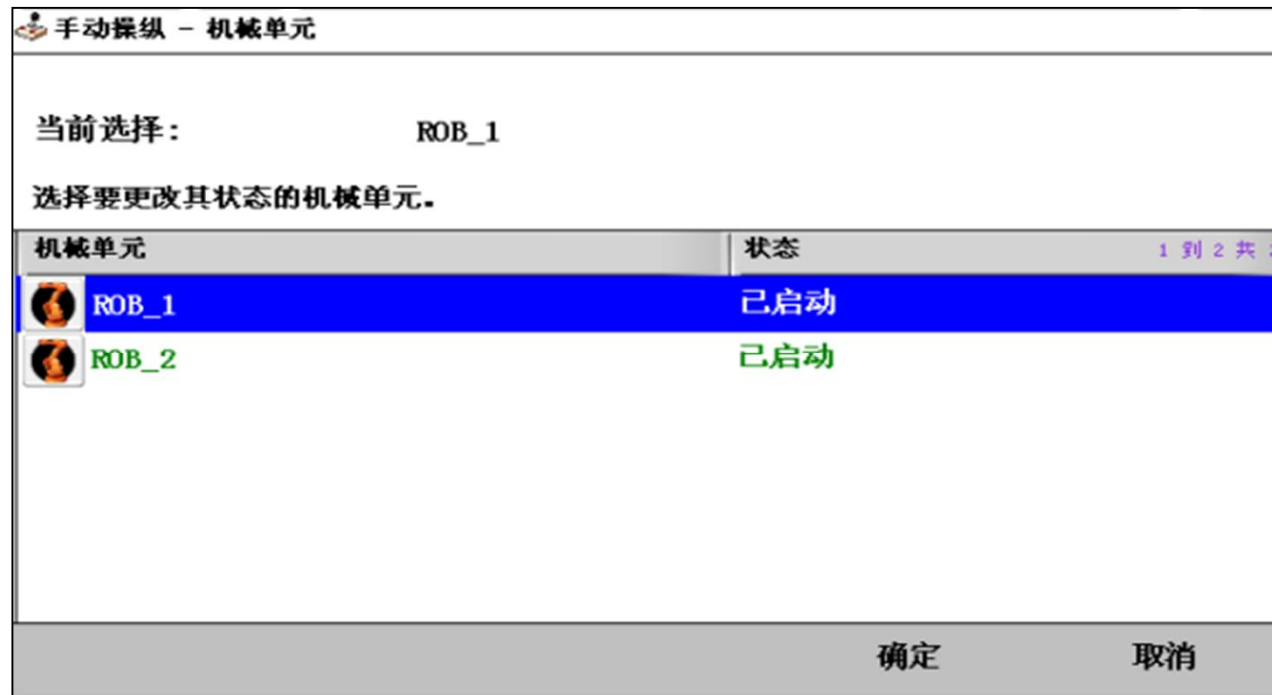 手动操纵 - 机械单元
当前选择: ROB_1
选择要更改其状态的机械单元。
机械单元 状态 1 到 2 共
ROB_1 已启动
ROB_2 已启动
确定 取消